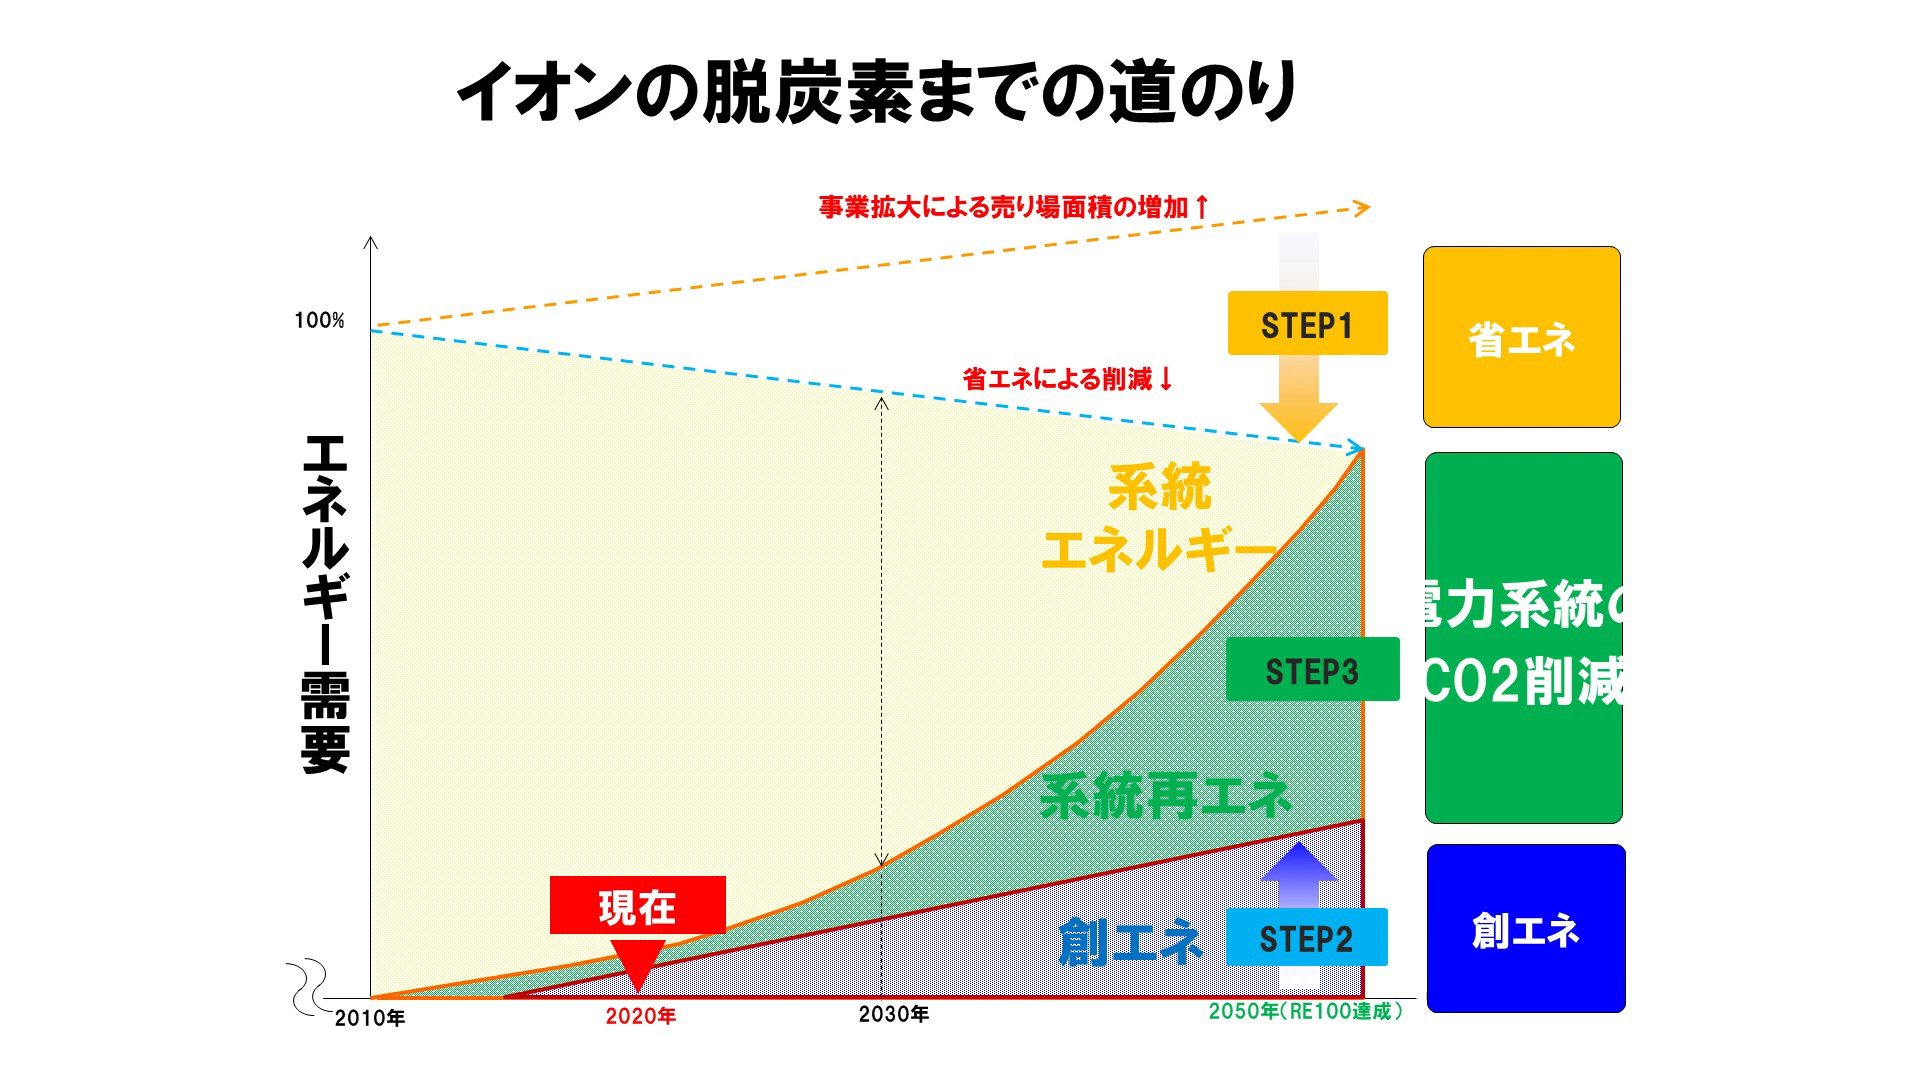 イオンの脱炭素までの道のり
事業拡大による売り場面積の増加↑
100%
STEP1
省エネ
省エネによる削減↓
エネルギー需要
系統
エネルギー
電力系統の
CO2削減
STEP3
系統再エネ
現在
創エネ
STEP2
創エネ
2010年
2020年
2030年
2050年(RE100達成)